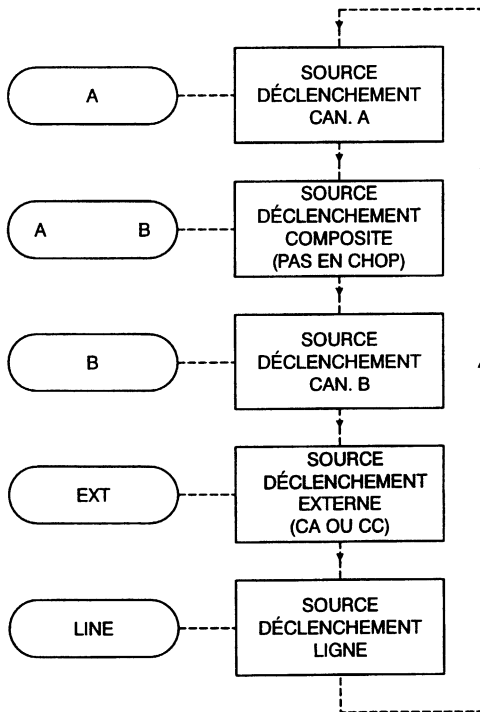 A
SOURCE
DÉCLENCHEMENT
CAN. A
A B
SOURCE
DÉCLENCHEMENT
COMPOSITE
(PAS EN CHOP)
B
SOURCE
DÉCLENCHEMENT
CAN. B
EXT
SOURCE
DÉCLENCHEMENT
EXTERNE
(CA OU CC)
LINE
SOURCE
DÉCLENCHEMENT
LIGNE